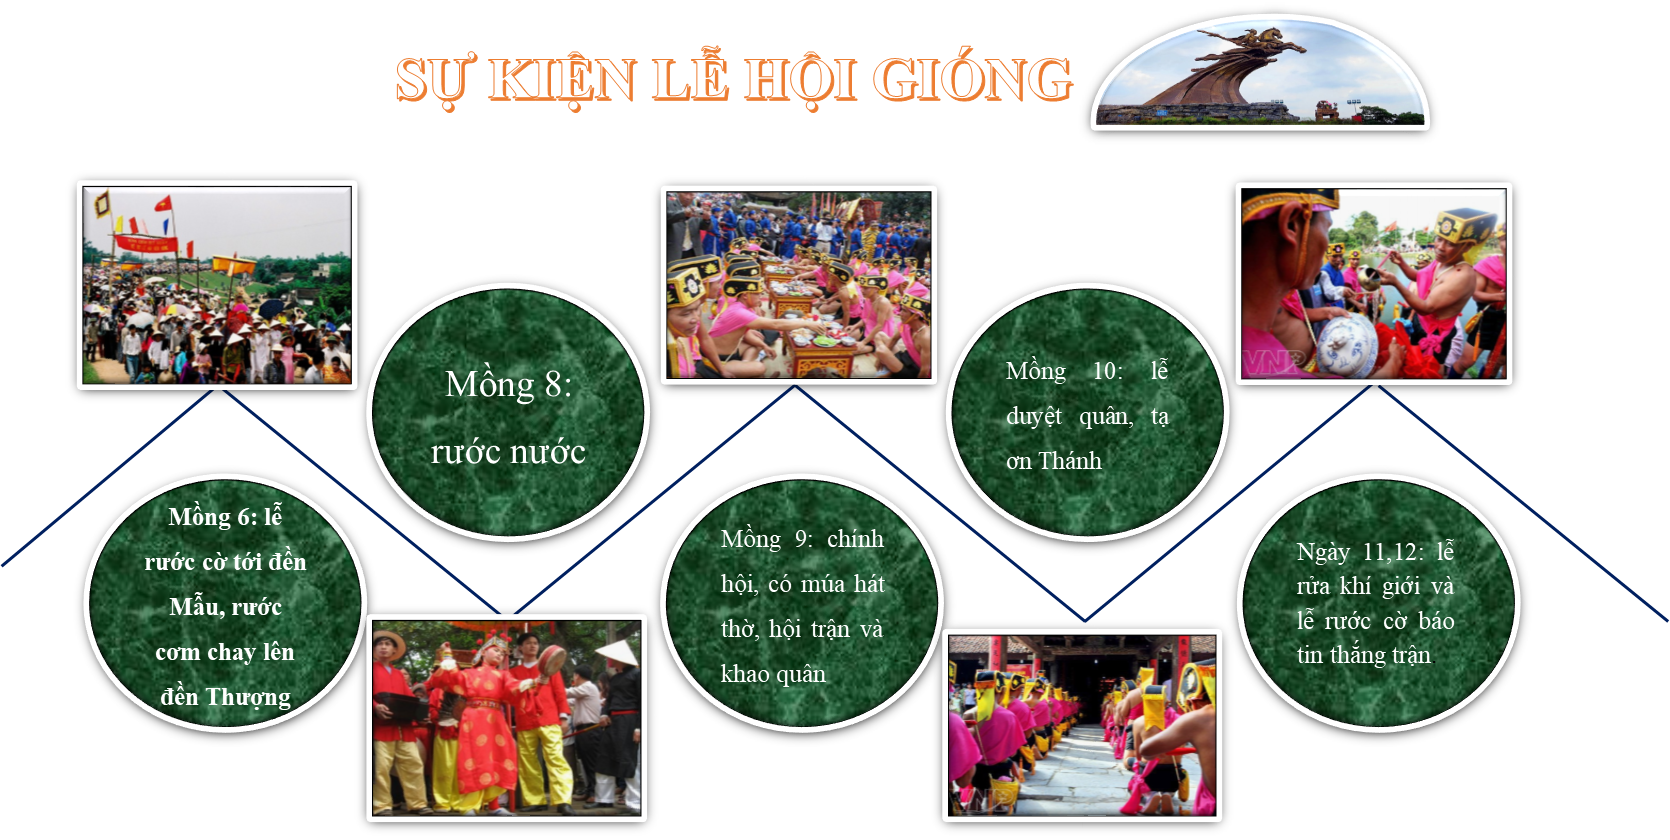 SỰ KIỆN LỄ HỘI GIÓNG
Mồng 6: lễ
rước cờ tới đền
Mẫu, rước
cơm chay lên
đền Thượng
Mồng 8:
rước nước
Mồng 9: chính
hội, có múa hát
thờ, hội trận và
khao quân
Mồng 10: lễ
duyệt quân, tạ
ơn Thánh
Ngày 11,12: lễ
rửa khí giới và
lễ rước cờ báo
tin thắng trận
VNP
VNP